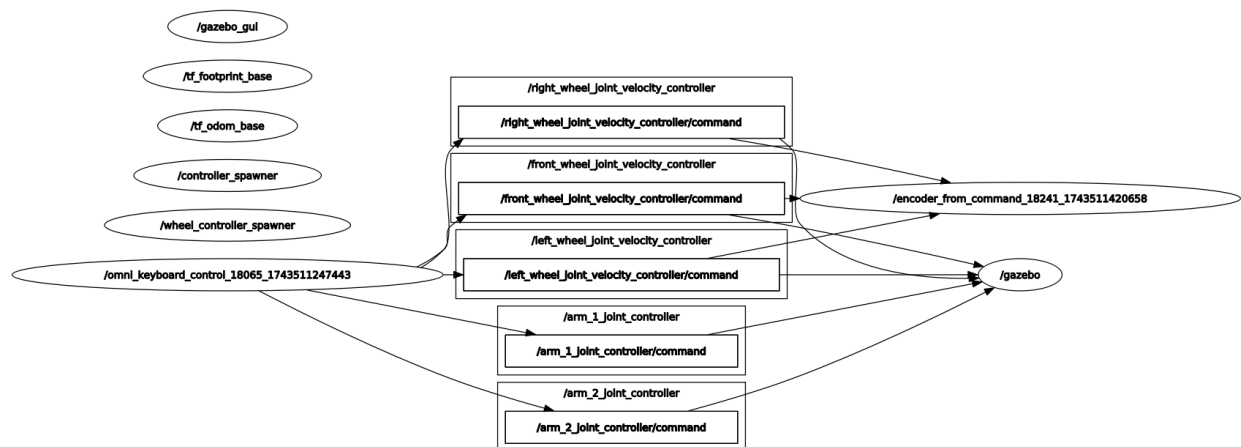 /gazebo_gui
/tf_footprint_base
/tf_odom_base
/controller_spawner
/wheel_controller_spawner
/omni_keyboard_control_18065_1743511247443
/right_wheel_joint_velocity_controller
/right_wheel_joint_velocity_controller/command
/front_wheel_joint_velocity_controller
/front_wheel_joint_velocity_controller/command
/left_wheel_joint_velocity_controller
/left_wheel_joint_velocity_controller/command
/arm_1_joint_controller
/arm_1_joint_controller/command
/arm_2_joint_controller
/arm_2_joint_controller/command
/encoder_from_command_18241_1743511420658
/gazebo